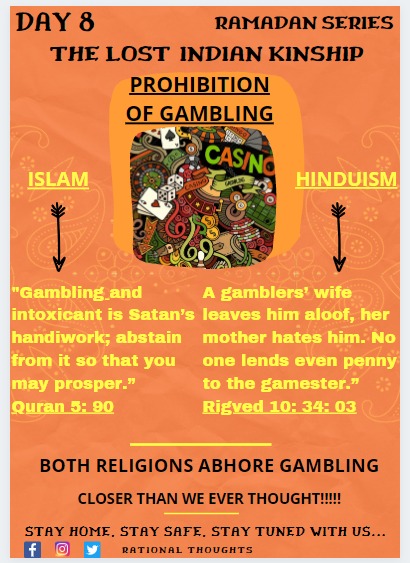 DAY 8
RAMADAN SERIES
THE LOST INDIAN KINSHIP
PROHIBITION
OF GAMBLING
CASINO
ISLAM
HINDUISM
"Gambling and
intoxicant is Satan's
handiwork; abstain
from it so that you
may prosper."
Quran 5: 90
A gamblers' wife
leaves him aloof, her
mother hates him. No
one lends even penny
to the gamester."
Rigved 10: 34: 03
BOTH RELIGIONS ABHORE GAMBLING
CLOSER THAN WE EVER THOUGHT!!!!!
STAY HOME, STAY SAFE, STAY TUNED WITH US...
RATIONAL THOUGHTS